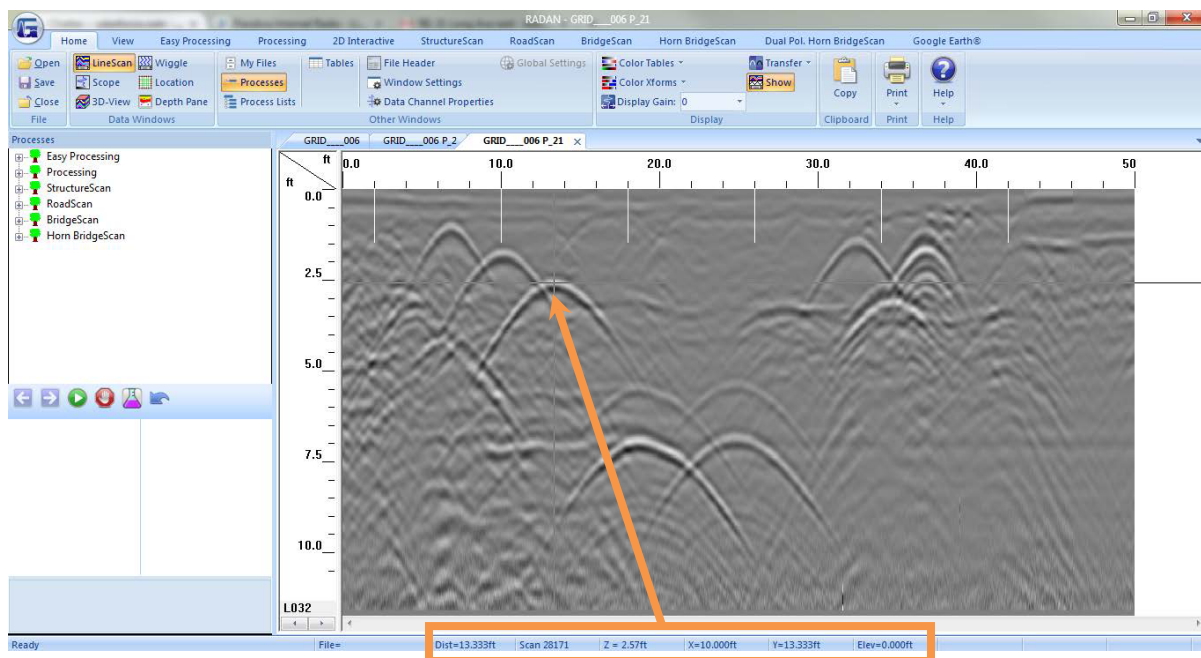 RADAN - GRID___006 P_21
Home View Easy Processing Processing 2D Interactive StructureScan RoadScan BridgeScan Horn BridgeScan Dual Pol. Horn BridgeScan Google Earth®
Open LineScan Wiggle My Files Tables File Header Global Settings Color Tables Transfer
Save Scope Location Processes Window Settings Color Xforms Show Copy Print Help
Close 3D-View Depth Pane Process Lists Data Channel Properties Display Gain: 0
File Data Windows Other Windows Display Clipboard Print Help
Processes GRID___006 GRID___006 P_2 GRID___006 P_21
Easy Processing
Processing
StructureScan
RoadScan
BridgeScan
Horn BridgeScan
ft 0.0 10.0 20.0 30.0 40.0 50
ft
0.0
2.5
5.0
7.5
10.0
L032
Ready File= Dist=13.333ft Scan 28171 Z = 2.57ft X=10.000ft Y=13.333ft Elev=0.000ft